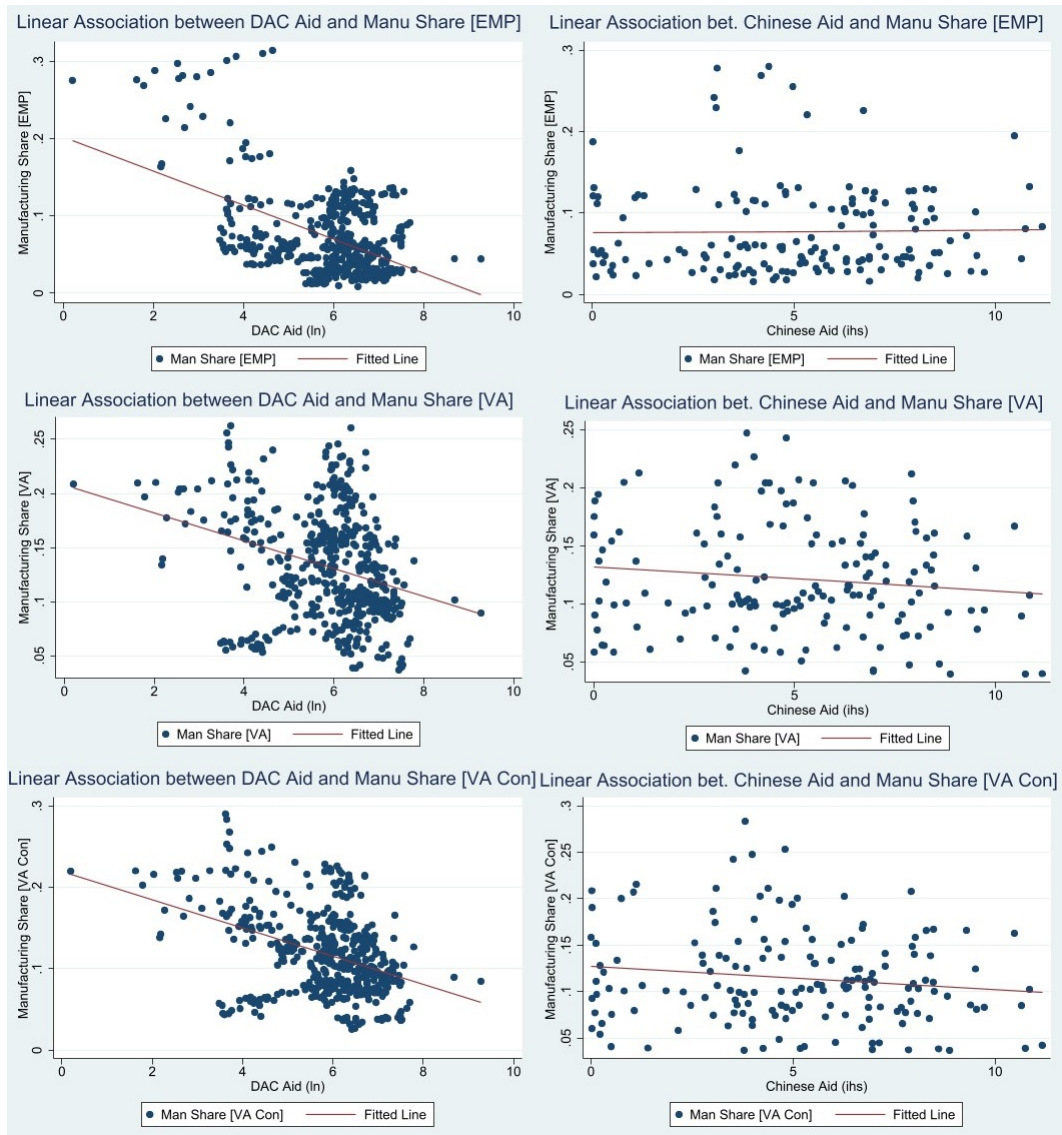 Linear Association between DAC Aid and Manu Share [EMP]
Manufacturing Share [EMP]
.3
.2
.1
0
0 2 4 6 8 10
DAC Aid (ln)
Man Share [EMP] Fitted Line
Linear Association bet. Chinese Aid and Manu Share [EMP]
Manufacturing Share [EMP]
.3
.2
.1
0
0 5 10
Chinese Aid (ihs)
Man Share [EMP] Fitted Line
Linear Association between DAC Aid and Manu Share [VA]
Manufacturing Share [VA]
.25
.2
.15
.1
.05
0 2 4 6 8 10
DAC Aid (ln)
Man Share [VA] Fitted Line
Linear Association bet. Chinese Aid and Manu Share [VA]
Manufacturing Share [VA]
.25
.2
.15
.1
.05
0 5 10
Chinese Aid (ihs)
Man Share [VA] Fitted Line
Linear Association between DAC Aid and Manu Share [VA Con]
Manufacturing Share [VA Con]
.3
.2
.1
0
0 2 4 6 8 10
DAC Aid (ln)
Man Share [VA Con] Fitted Line
Linear Association bet. Chinese Aid and Manu Share [VA Con]
Manufacturing Share [VA Con]
.3
.25
.2
.15
.1
.05
0 5 10
Chinese Aid (ihs)
Man Share [VA Con] Fitted Line